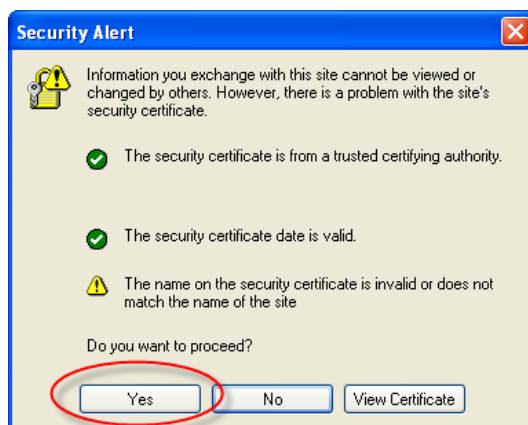 Security Alert
Information you exchange with this site cannot be viewed or
changed by others. However, there is a problem with the site's
security certificate.
The security certificate is from a trusted certifying authority.
The security certificate date is valid.
The name on the security certificate is invalid or does not
match the name of the site
Do you want to proceed?
Yes No View Certificate